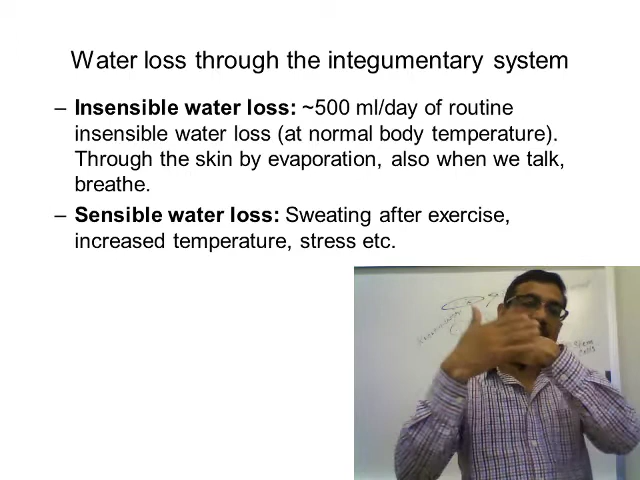 Water loss through the integumentary system
– Insensible water loss: ~500 ml/day of routine
insensible water loss (at normal body temperature).
Through the skin by evaporation, also when we talk,
breathe.
– Sensible water loss: Sweating after exercise,
increased temperature, stress etc.
Stem
cells